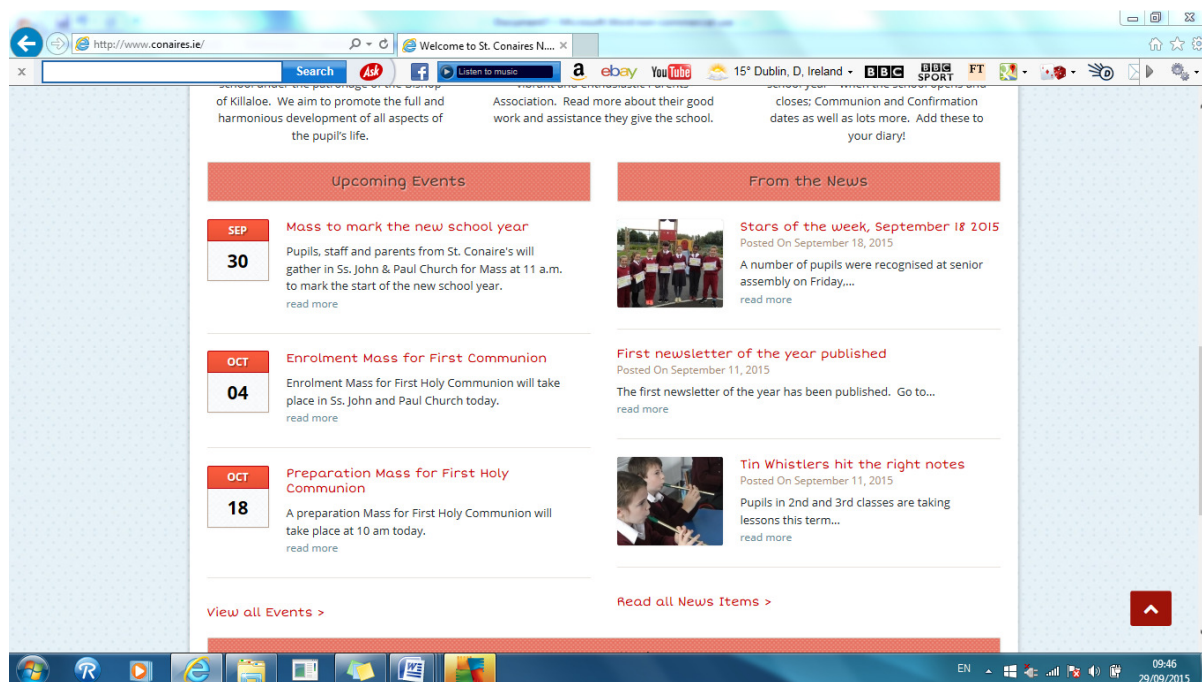 http://www.conaires.ie/
Welcome to St. Conaires N....
x
Search
Ask
Listen to music
a
ebay
YouTube
15° Dublin, D, Ireland
BBC
BBC SPORT
FT
of Killaloe. We aim to promote the full and
harmonious development of all aspects of
the pupil's life.
Association. Read more about their good
work and assistance they give the school.
closes; Communion and Confirmation
dates as well as lots more. Add these to
your diary!
Upcoming Events
SEP
30
Mass to mark the new school year
Pupils, staff and parents from St. Conaire's will
gather in Ss. John & Paul Church for Mass at 11 a.m.
to mark the start of the new school year.
read more
OCT
04
Enrolment Mass for First Communion
Enrolment Mass for First Holy Communion will take
place in Ss. John and Paul Church today.
read more
OCT
18
Preparation Mass for First Holy
Communion
A preparation Mass for First Holy Communion will
take place at 10 am today.
read more
View all Events >
From the News
Stars of the week, September 18 2015
Posted On September 18, 2015
A number of pupils were recognised at senior
assembly on Friday,...
read more
First newsletter of the year published
Posted On September 11, 2015
The first newsletter of the year has been published. Go to...
read more
Tin Whistlers hit the right notes
Posted On September 11, 2015
Pupils in 2nd and 3rd classes are taking
lessons this term...
read more
Read all News Items >
EN
09:46
29/09/2015